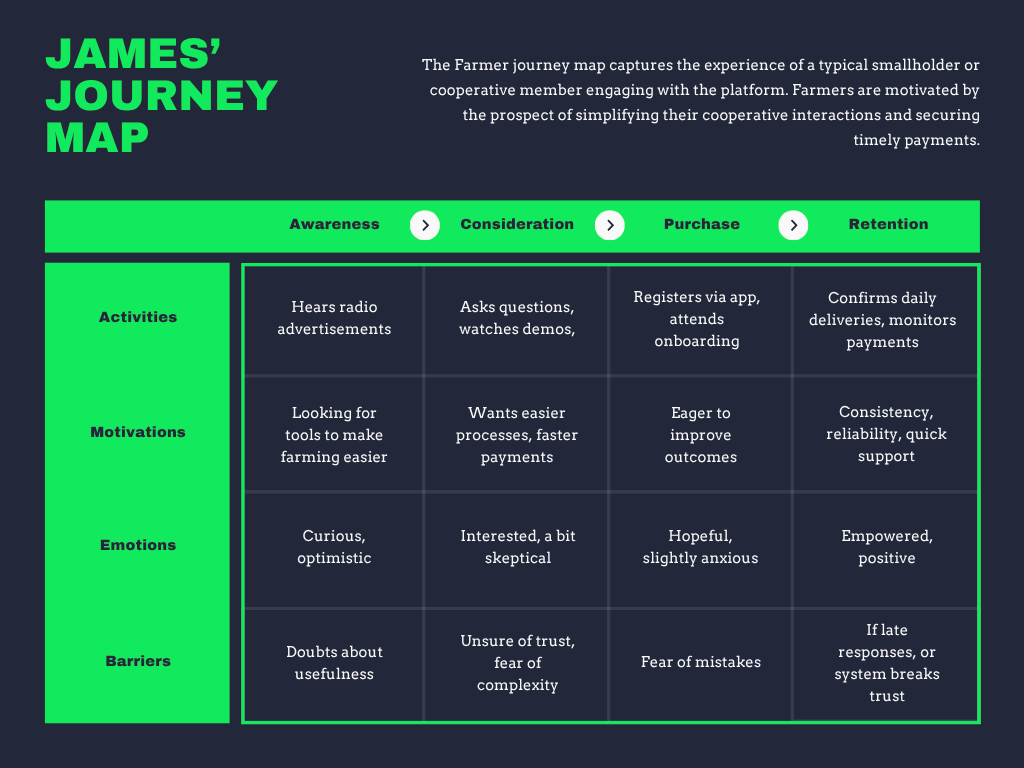 JAMES’
JOURNEY
MAP
The Farmer journey map captures the experience of a typical smallholder or
cooperative member engaging with the platform. Farmers are motivated by
the prospect of simplifying their cooperative interactions and securing
timely payments.
Awareness
Consideration
Purchase
Retention
Activities
Hears radio
advertisements
Asks questions,
watches demos,
Registers via app,
attends
onboarding
Confirms daily
deliveries, monitors
payments
Motivations
Looking for
tools to make
farming easier
Wants easier
processes, faster
payments
Eager to
improve
outcomes
Consistency,
reliability, quick
support
Emotions
Curious,
optimistic
Interested, a bit
skeptical
Hopeful,
slightly anxious
Empowered,
positive
Barriers
Doubts about
usefulness
Unsure of trust,
fear of
complexity
Fear of mistakes
If late
responses, or
system breaks
trust